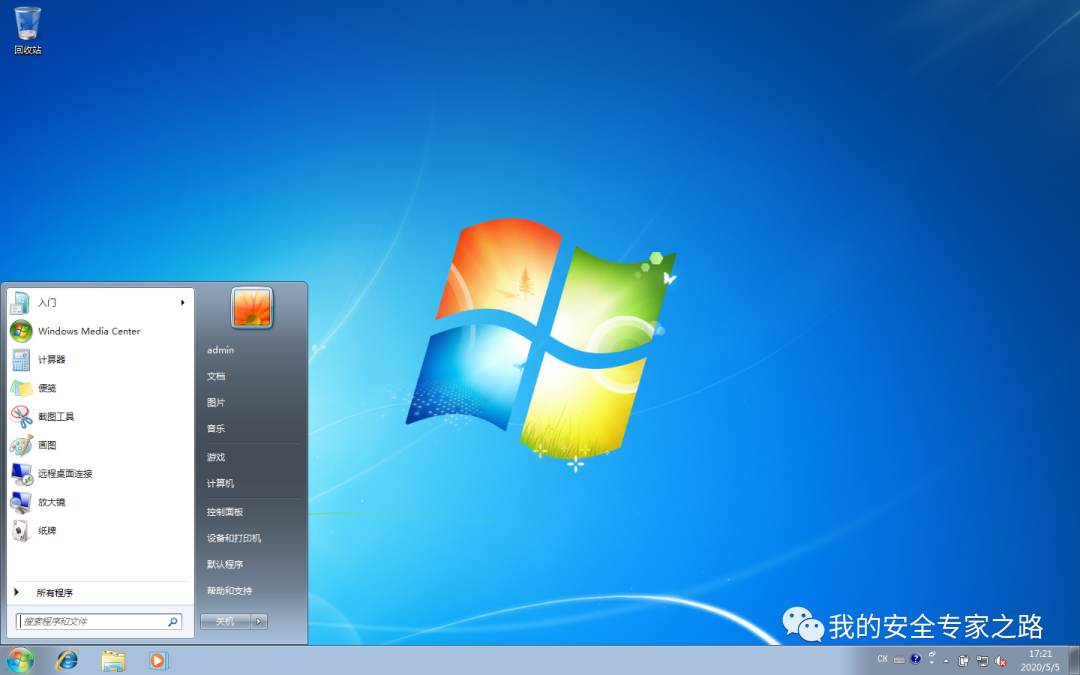 回收站
入门
Windows Media Center
计算器
便笺
截图工具
画图
远程桌面连接
放大镜
纸牌
所有程序
搜索程序和文件
admin
文档
图片
音乐
游戏
计算机
控制面板
设备和打印机
默认程序
帮助和支持
关机
我的安全专家之路
CH
17:21
2020/5/5